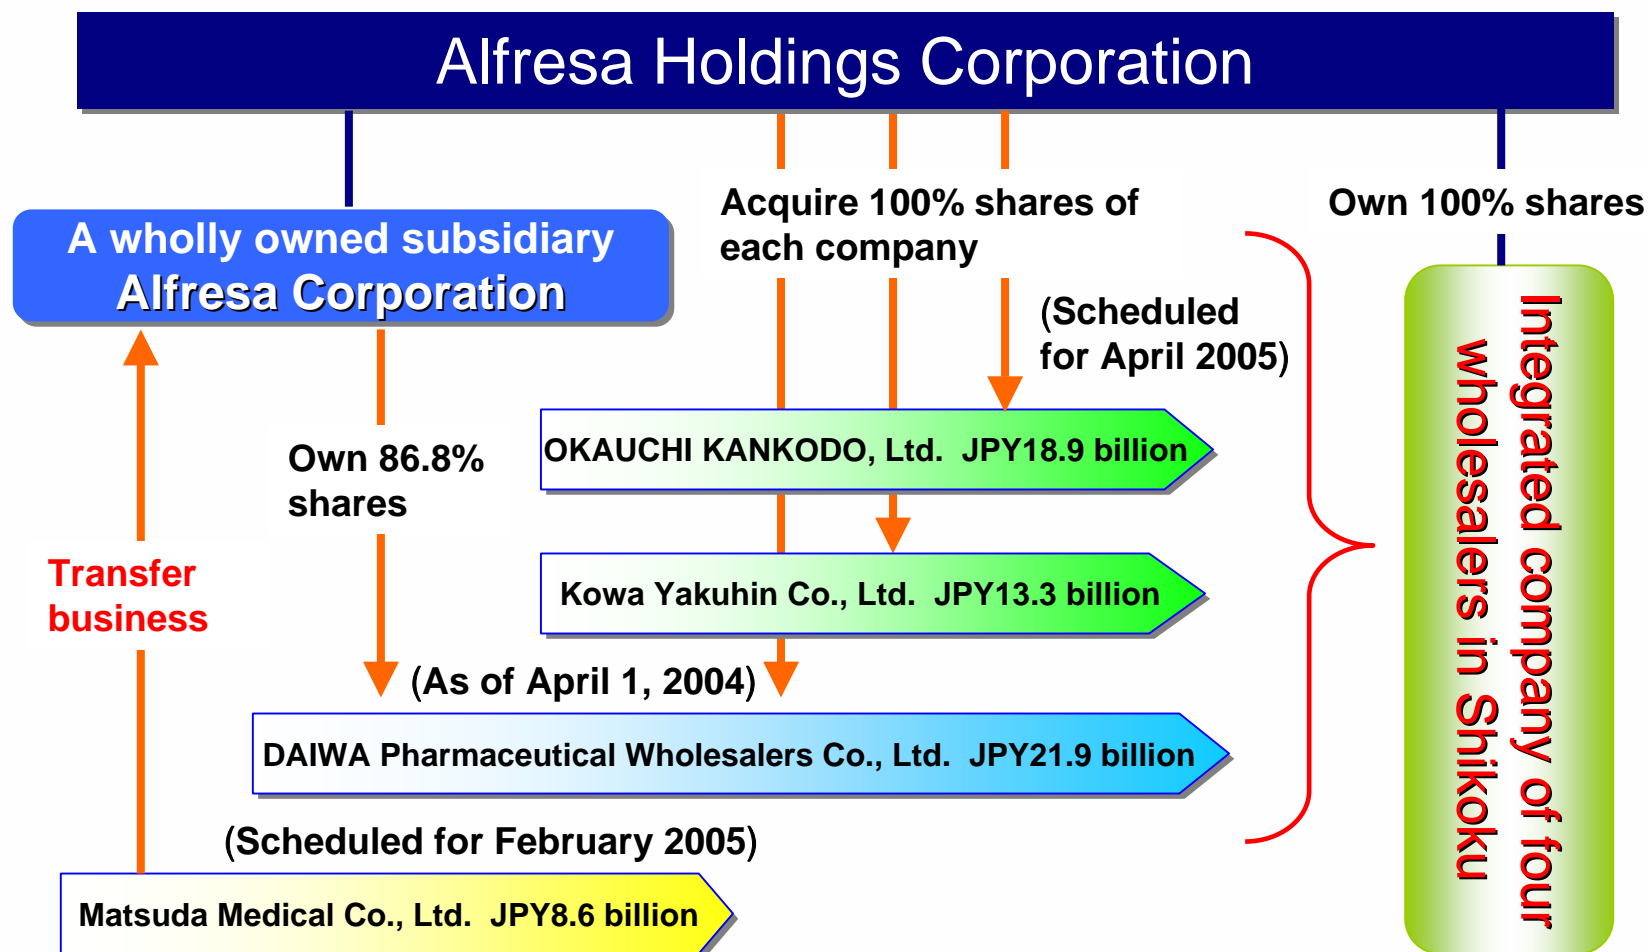 Alfresa Holdings Corporation
A wholly owned subsidiary
Alfresa Corporation
Acquire 100% shares of
each company
Own 100% shares
(Scheduled
for April 2005)
Own 86.8%
shares
OKAUCHI KANKODO, Ltd.  JPY18.9 billion
Transfer
business
Kowa Yakuhin Co., Ltd.  JPY13.3 billion
(As of April 1, 2004)
DAIWA Pharmaceutical Wholesalers Co., Ltd.  JPY21.9 billion
(Scheduled for February 2005)
Matsuda Medical Co., Ltd.  JPY8.6 billion
Integrated company of four
wholesalers in Shikoku